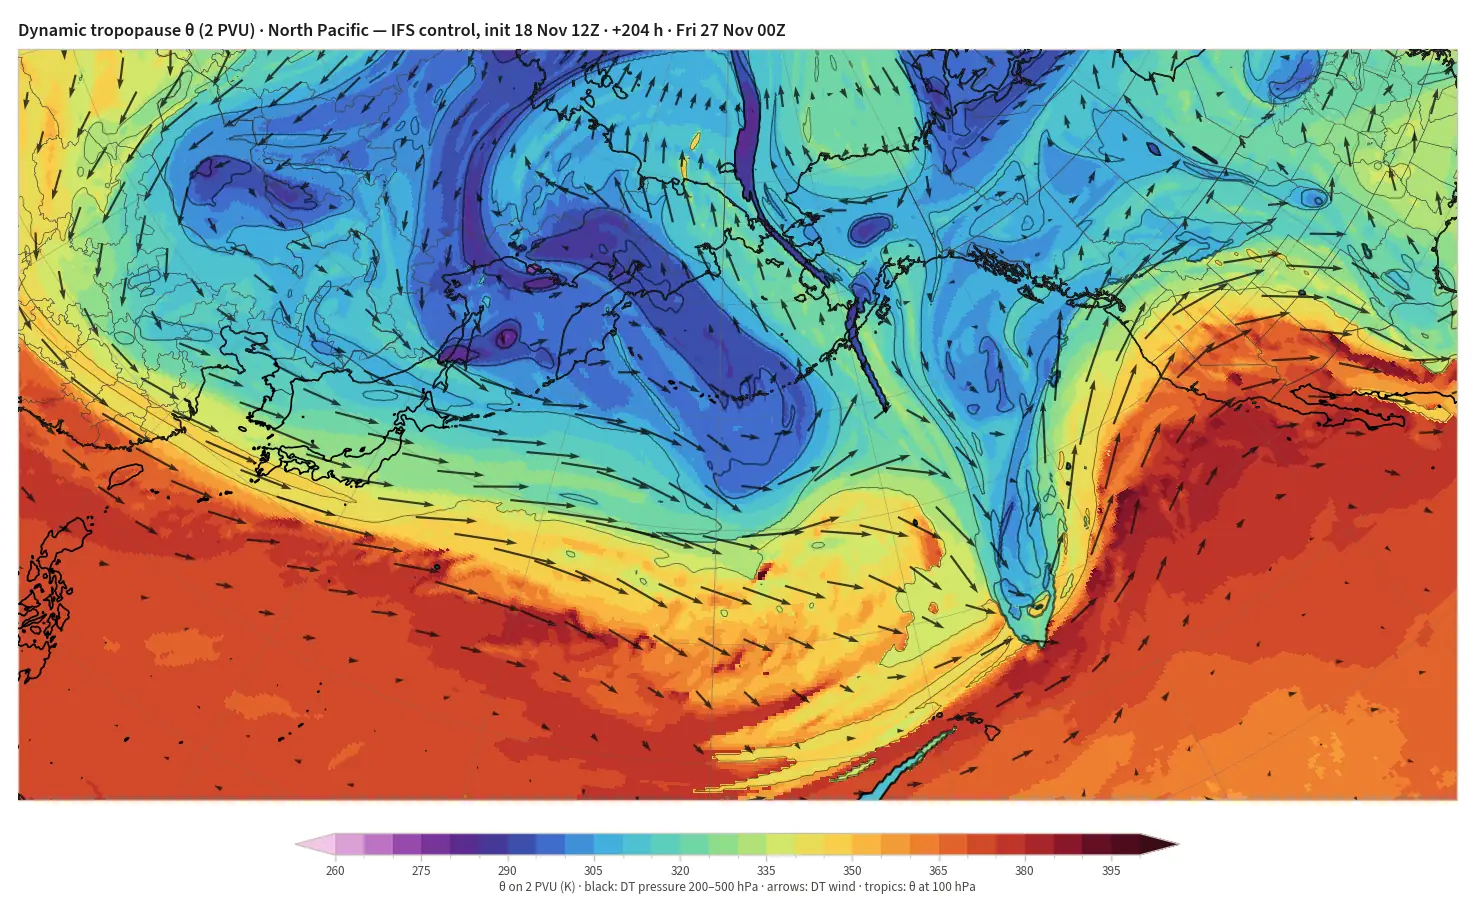 Dynamic tropopause θ (2 PVU) · North Pacific — IFS control, init 18 Nov 12Z · +204 h · Fri 27 Nov 00Z
260 275 290 305 320 335 350 365 380 395
θ on 2 PVU (K) · black: DT pressure 200–500 hPa · arrows: DT wind · tropics: θ at 100 hPa